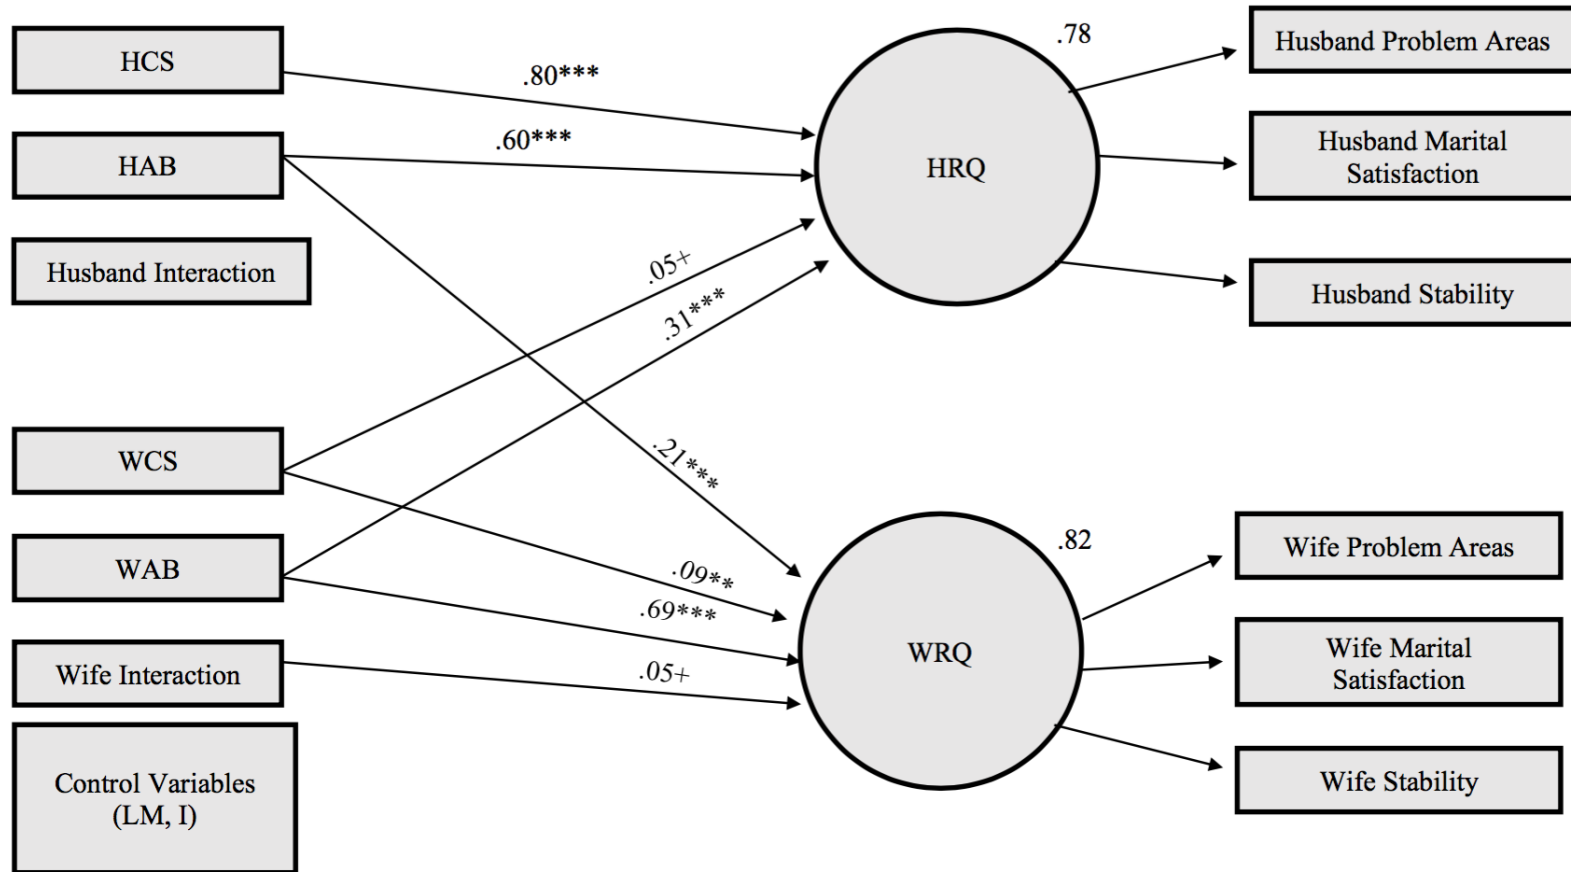 HCS
HAB
Husband Interaction
WCS
WAB
Wife Interaction
Control Variables
(LM, I)
.80***
.60***
.05+
.31***
.21***
.09**
.69***
.05+
HRQ
.78
WRQ
.82
Husband Problem Areas
Husband Marital
Satisfaction
Husband Stability
Wife Problem Areas
Wife Marital
Satisfaction
Wife Stability